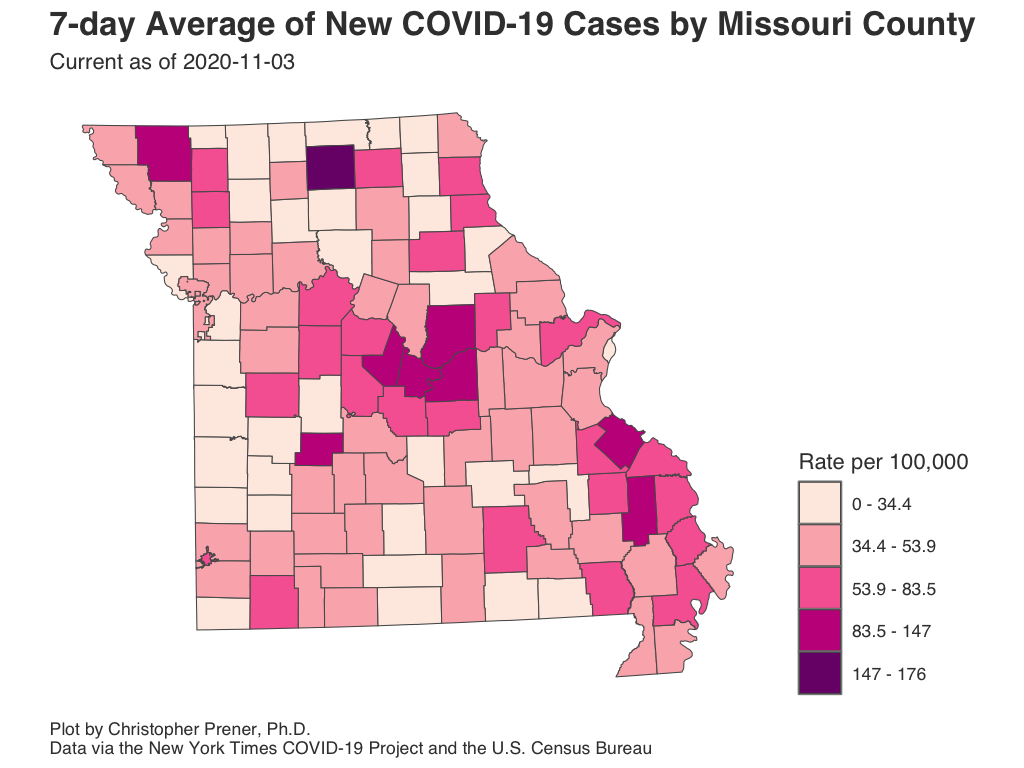 7-day Average of New COVID-19 Cases by Missouri County
Current as of 2020-11-03
Rate per 100,000
0 - 34.4
34.4 - 53.9
53.9 - 83.5
83.5 - 147
147 - 176
Plot by Christopher Prener, Ph.D.
Data via the New York Times COVID-19 Project and the U.S. Census Bureau